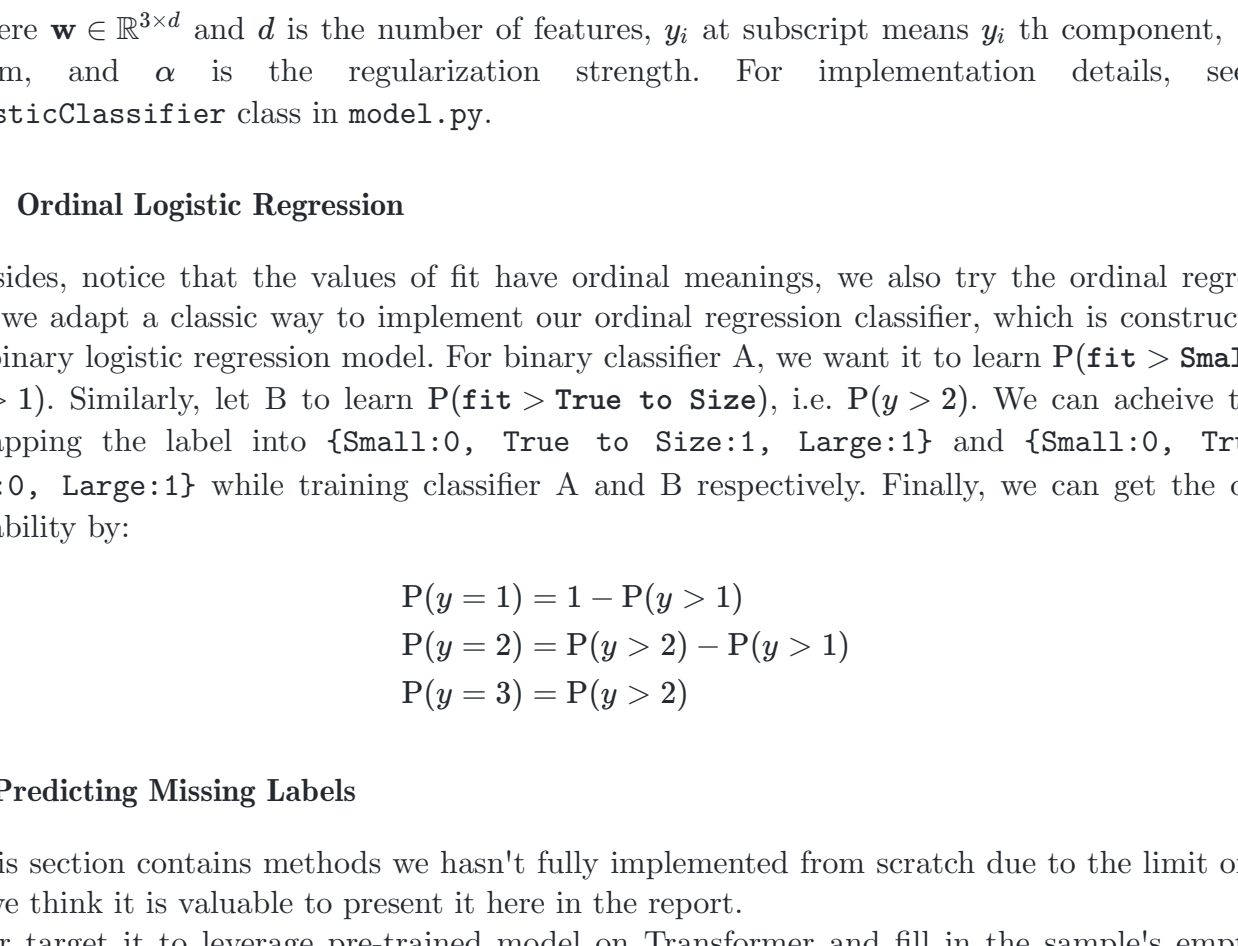 ere w ∈ ℝ^{3×d} and d is the number of features, y_i at subscript means y_i th component,
m, and α is the regularization strength. For implementation details, see
sticClassifier class in model.py.
Ordinal Logistic Regression
sides, notice that the values of fit have ordinal meanings, we also try the ordinal regre
we adapt a classic way to implement our ordinal regression classifier, which is construc
binary logistic regression model. For binary classifier A, we want it to learn P(fit > Smal
> 1). Similarly, let B to learn P(fit > True to Size), i.e. P(y > 2). We can acheive t
apping the label into {Small:0, True to Size:1, Large:1} and {Small:0, Tru
:0, Large:1} while training classifier A and B respectively. Finally, we can get the o
ability by:
P(y = 1) = 1 − P(y > 1)
P(y = 2) = P(y > 2) − P(y > 1)
P(y = 3) = P(y > 2)
Predicting Missing Labels
is section contains methods we hasn't fully implemented from scratch due to the limit o
ve think it is valuable to present it here in the report.
r target it to leverage pre-trained model on Transformer and fill in the sample's empt